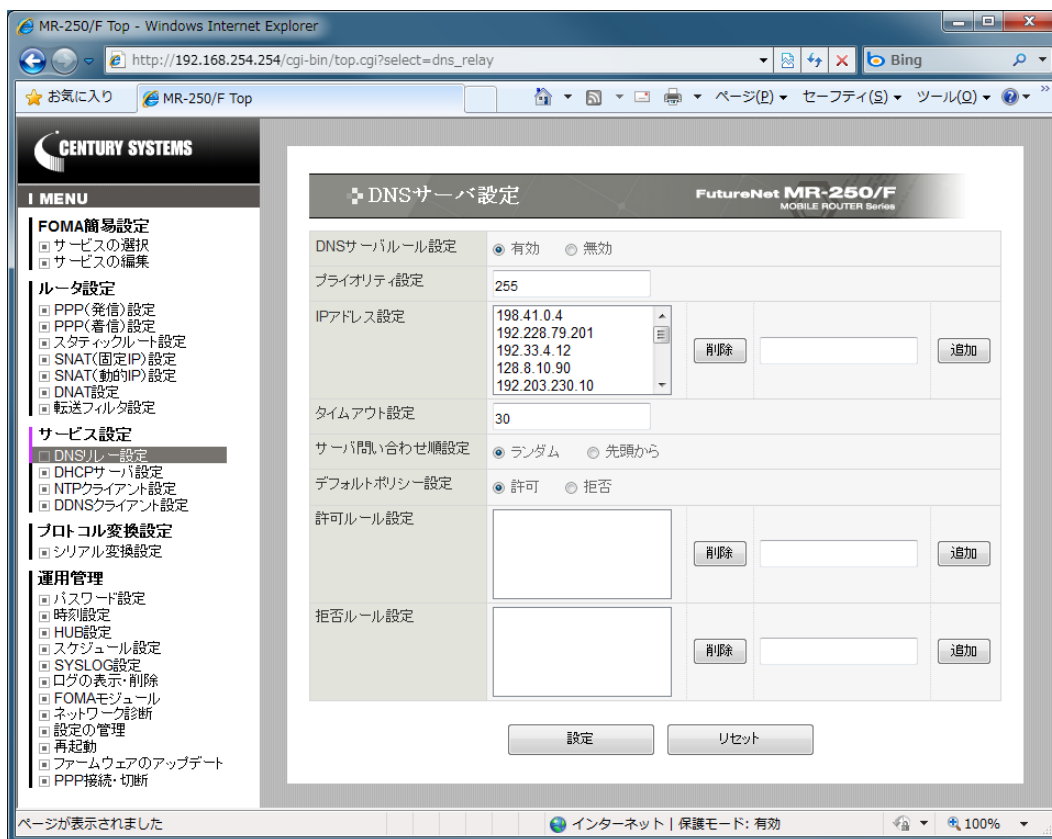 MR-250/F Top - Windows Internet Explorer
http://192.168.254.254/cgi-bin/top.cgi?select=dns_relay
Bing
お気に入り
MR-250/F Top
ページ(P)
セーフティ(S)
ツール(O)
CENTURY SYSTEMS
MENU
FOMA簡易設定
サービスの選択
サービスの編集
ルータ設定
PPP(発信)設定
PPP(着信)設定
スタティックルート設定
SNAT(固定IP)設定
SNAT(動的IP)設定
DNAT設定
転送フィルタ設定
サービス設定
DNSリレー設定
DHCPサーバ設定
NTPクライアント設定
DDNSクライアント設定
プロトコル変換設定
シリアル変換設定
運用管理
パスワード設定
時刻設定
HUB設定
スケジュール設定
SYSLOG設定
ログの表示・削除
FOMAモジュール
ネットワーク診断
設定の管理
再起動
ファームウェアのアップデート
PPP接続・切断
DNSサーバ設定
FutureNet MR-250/F
MOBILE ROUTER Series
DNSサーバルール設定 有効 無効
プライオリティ設定 255
IPアドレス設定
198.41.0.4
192.228.79.201
192.33.4.12
128.8.10.90
192.203.230.10
削除 追加
タイムアウト設定 30
サーバ問い合わせ順設定 ランダム 先頭から
デフォルトポリシー設定 許可 拒否
許可ルール設定 削除 追加
拒否ルール設定 削除 追加
設定 リセット
ページが表示されました
インターネット | 保護モード: 有効
100%